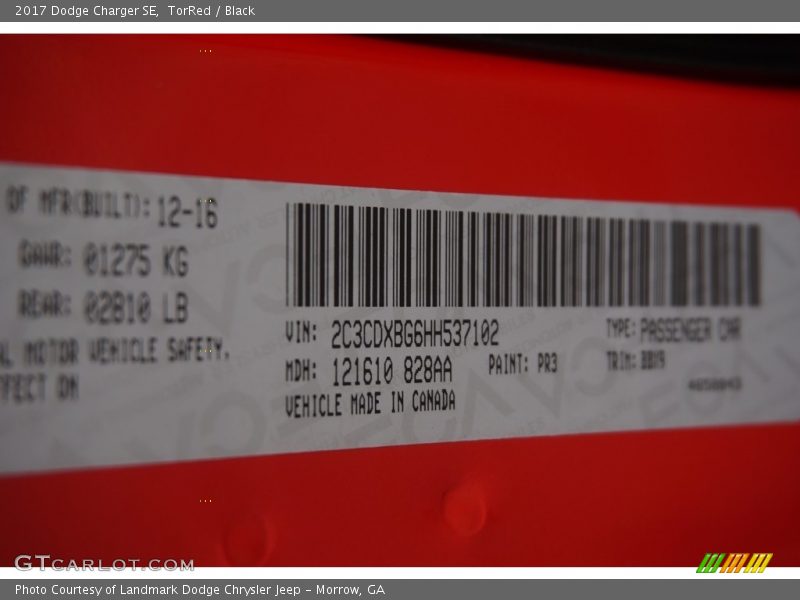 2017 Dodge Charger SE, TorRed / Black
OF MFR(BUILT): 12-16
GAWR: 01275 KG
REAR: 02810 LB
MOTOR VEHICLE SAFETY.
FFECT ON
VIN: 2C3CDXBG6HH537102
MDH: 121610 828AA PAINT: PR3
VEHICLE MADE IN CANADA
TYPE: PASSENGER CAR
TRIM:
GTCARLOT.COM
Photo Courtesy of Landmark Dodge Chrysler Jeep – Morrow, GA